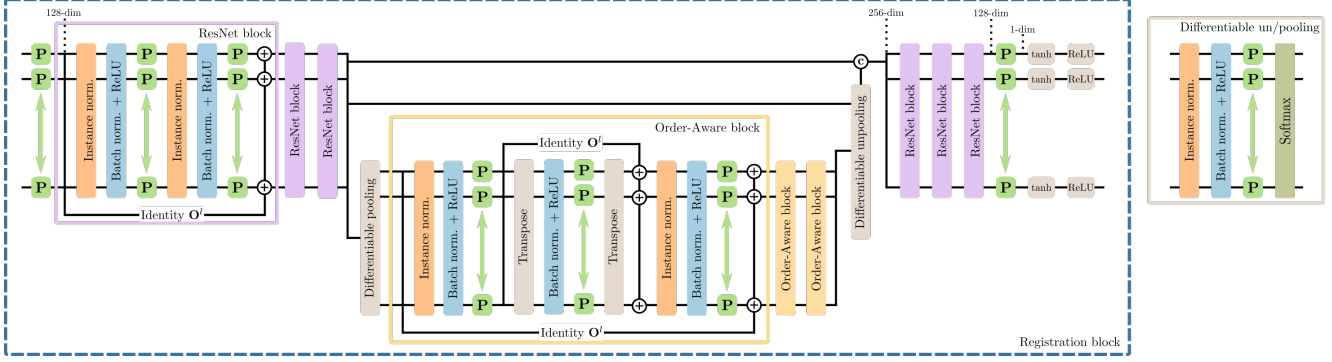 128-dim
ResNet block
P
P
P
Instance norm.
Batch norm. + ReLU
P
P
P
Instance norm.
Batch norm. + ReLU
P
P
P
+
+
+
Identity O^l
ResNet block
ResNet block
Differentiable pooling
Order-Aware block
Instance norm.
Batch norm. + ReLU
P
P
P
Identity O^l
Transpose
Batch norm. + ReLU
P
P
P
Transpose
+
+
+
Instance norm.
Batch norm. + ReLU
P
P
P
+
+
+
Identity O^l
Order-Aware block
Order-Aware block
Differentiable unpooling
c
256-dim
ResNet block
ResNet block
ResNet block
128-dim
1-dim
P
tanh
ReLU
P
tanh
ReLU
P
tanh
ReLU
Registration block
Differentiable un/pooling
Instance norm.
Batch norm. + ReLU
P
P
P
Softmax